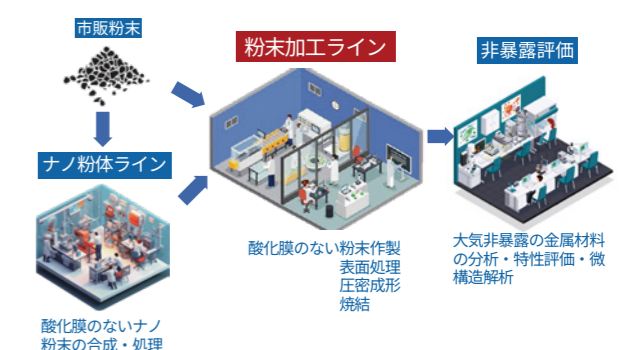 市販粉末
粉末加工ライン
非暴露評価
ナノ粉体ライン
酸化膜のない粉末作製
表面処理
圧密成形
焼結
大気非暴露の金属材料
の分析・特性評価・微
構造解析
酸化膜のないナノ
粉末の合成・処理